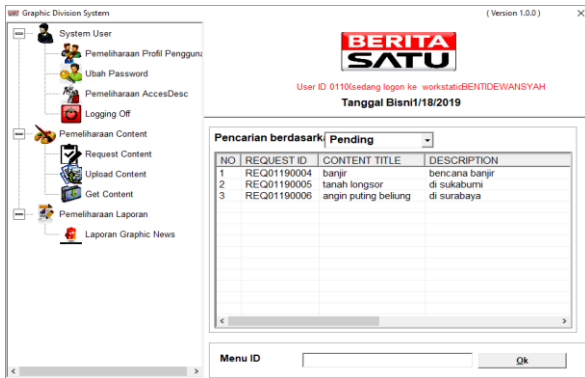 Graphic Division System
( Version 1.0.0 )
System User
Pemeliharaan Profil Pengguna
Ubah Password
Pemeliharaan AccesDesc
Logging Off
Pemeliharaan Content
Request Content
Upload Content
Get Content
Pemeliharaan Laporan
Laporan Graphic News
BERITA
SATU
User ID 0110(sedang logon ke workstaticBENTIDEWANSYAH
Tanggal Bisni1/18/2019
Pencarian berdasark Pending
NO REQUEST ID CONTENT TITLE DESCRIPTION
1 REQ01190004 banjir bencana banjir
2 REQ01190005 tanah longsor di sukabumi
3 REQ01190006 angin puting beliung di surabaya
Menu ID
Ok